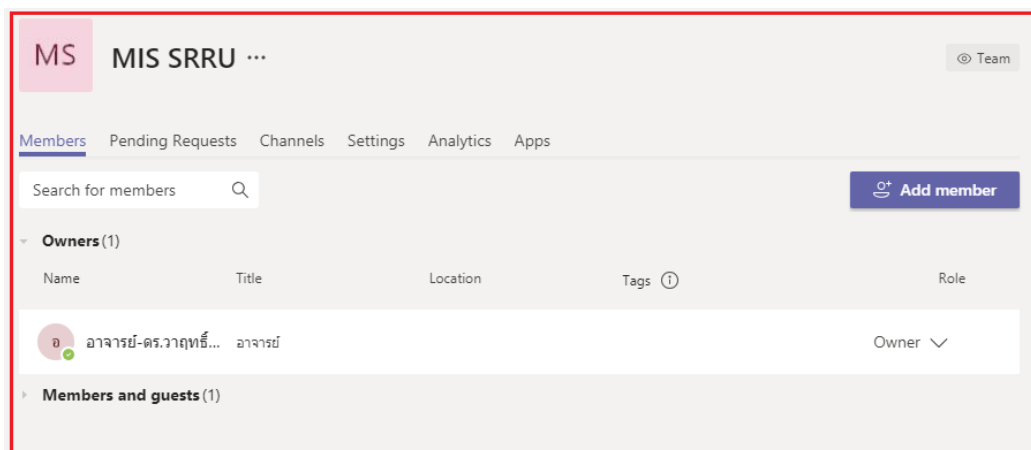 MS MIS SRRU ...
Team
Members Pending Requests Channels Settings Analytics Apps
Search for members
Add member
Owners (1)
Name Title Location Tags Role
อ อาจารย์-ดร.วาฤทธิ์... อาจารย์ Owner
Members and guests (1)